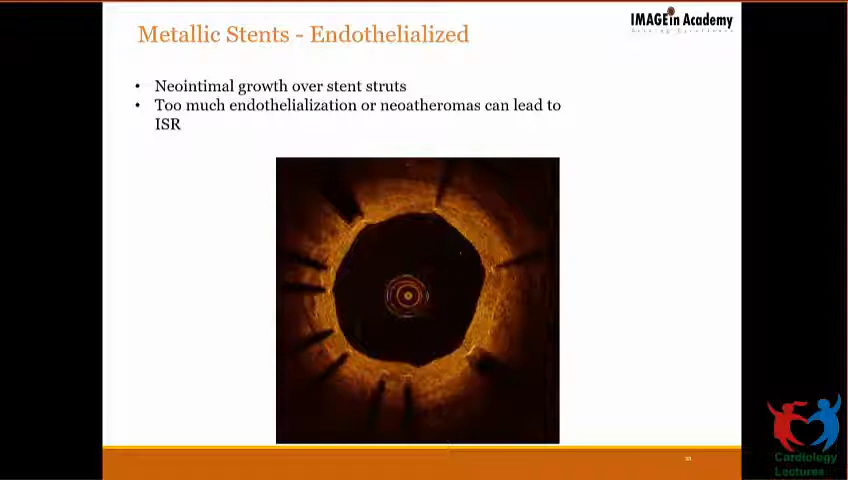 Metallic Stents - Endothelialized
IMAGEin Academy
• Neointimal growth over stent struts
• Too much endothelialization or neoatheromas can lead to
ISR
Cardiology
Lectures